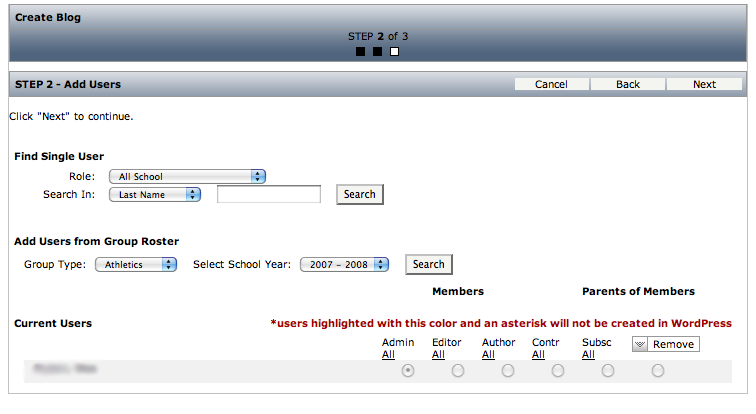 Create Blog
STEP 2 of 3
STEP 2 - Add Users Cancel Back Next
Click "Next" to continue.
Find Single User
Role: All School
Search In: Last Name Search
Add Users from Group Roster
Group Type: Athletics Select School Year: 2007 - 2008 Search
Members Parents of Members
Current Users *users highlighted with this color and an asterisk will not be created in WordPress
Admin Editor Author Contr Subsc Remove
All All All All All